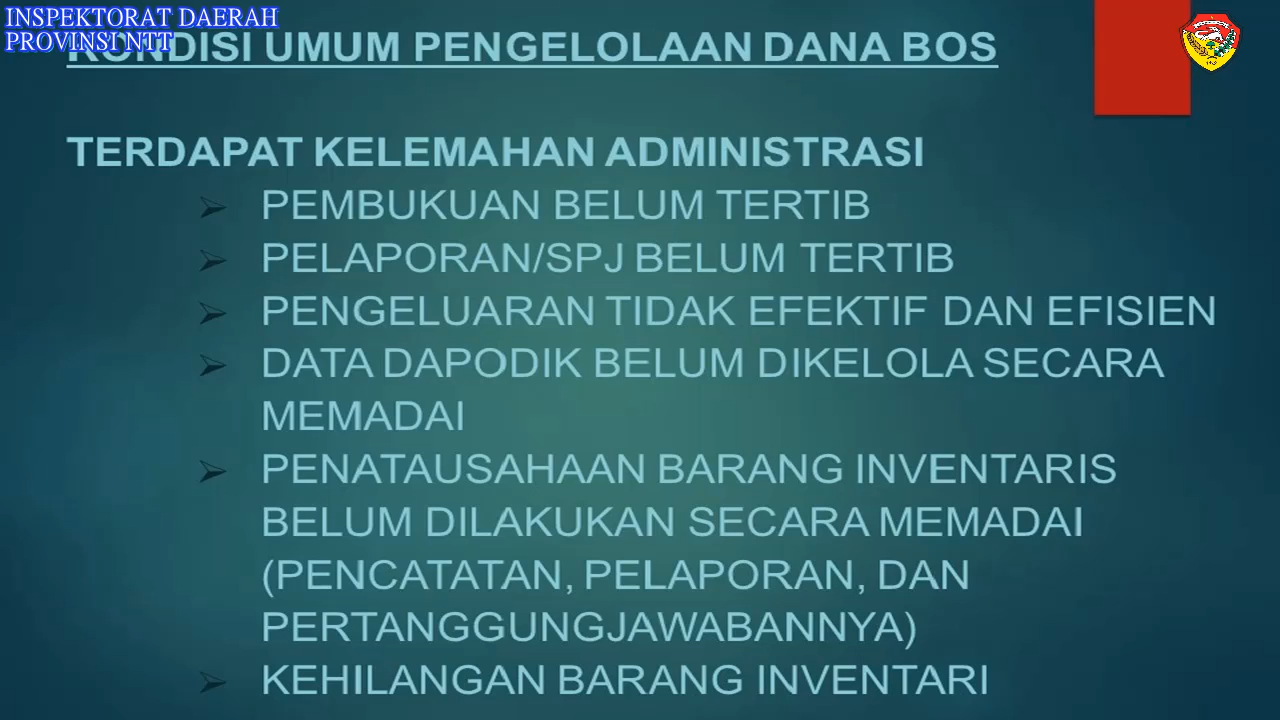 INSPEKTORAT DAERAH
PROVINSI NTT
KONDISI UMUM PENGELOLAAN DANA BOS
TERDAPAT KELEMAHAN ADMINISTRASI
➢ PEMBUKUAN BELUM TERTIB
➢ PELAPORAN/SPJ BELUM TERTIB
➢ PENGELUARAN TIDAK EFEKTIF DAN EFISIEN
➢ DATA DAPODIK BELUM DIKELOLA SECARA
MEMADAI
➢ PENATAUSAHAAN BARANG INVENTARIS
BELUM DILAKUKAN SECARA MEMADAI
(PENCATATAN, PELAPORAN, DAN
PERTANGGUNGJAWABANNYA)
➢ KEHILANGAN BARANG INVENTARI